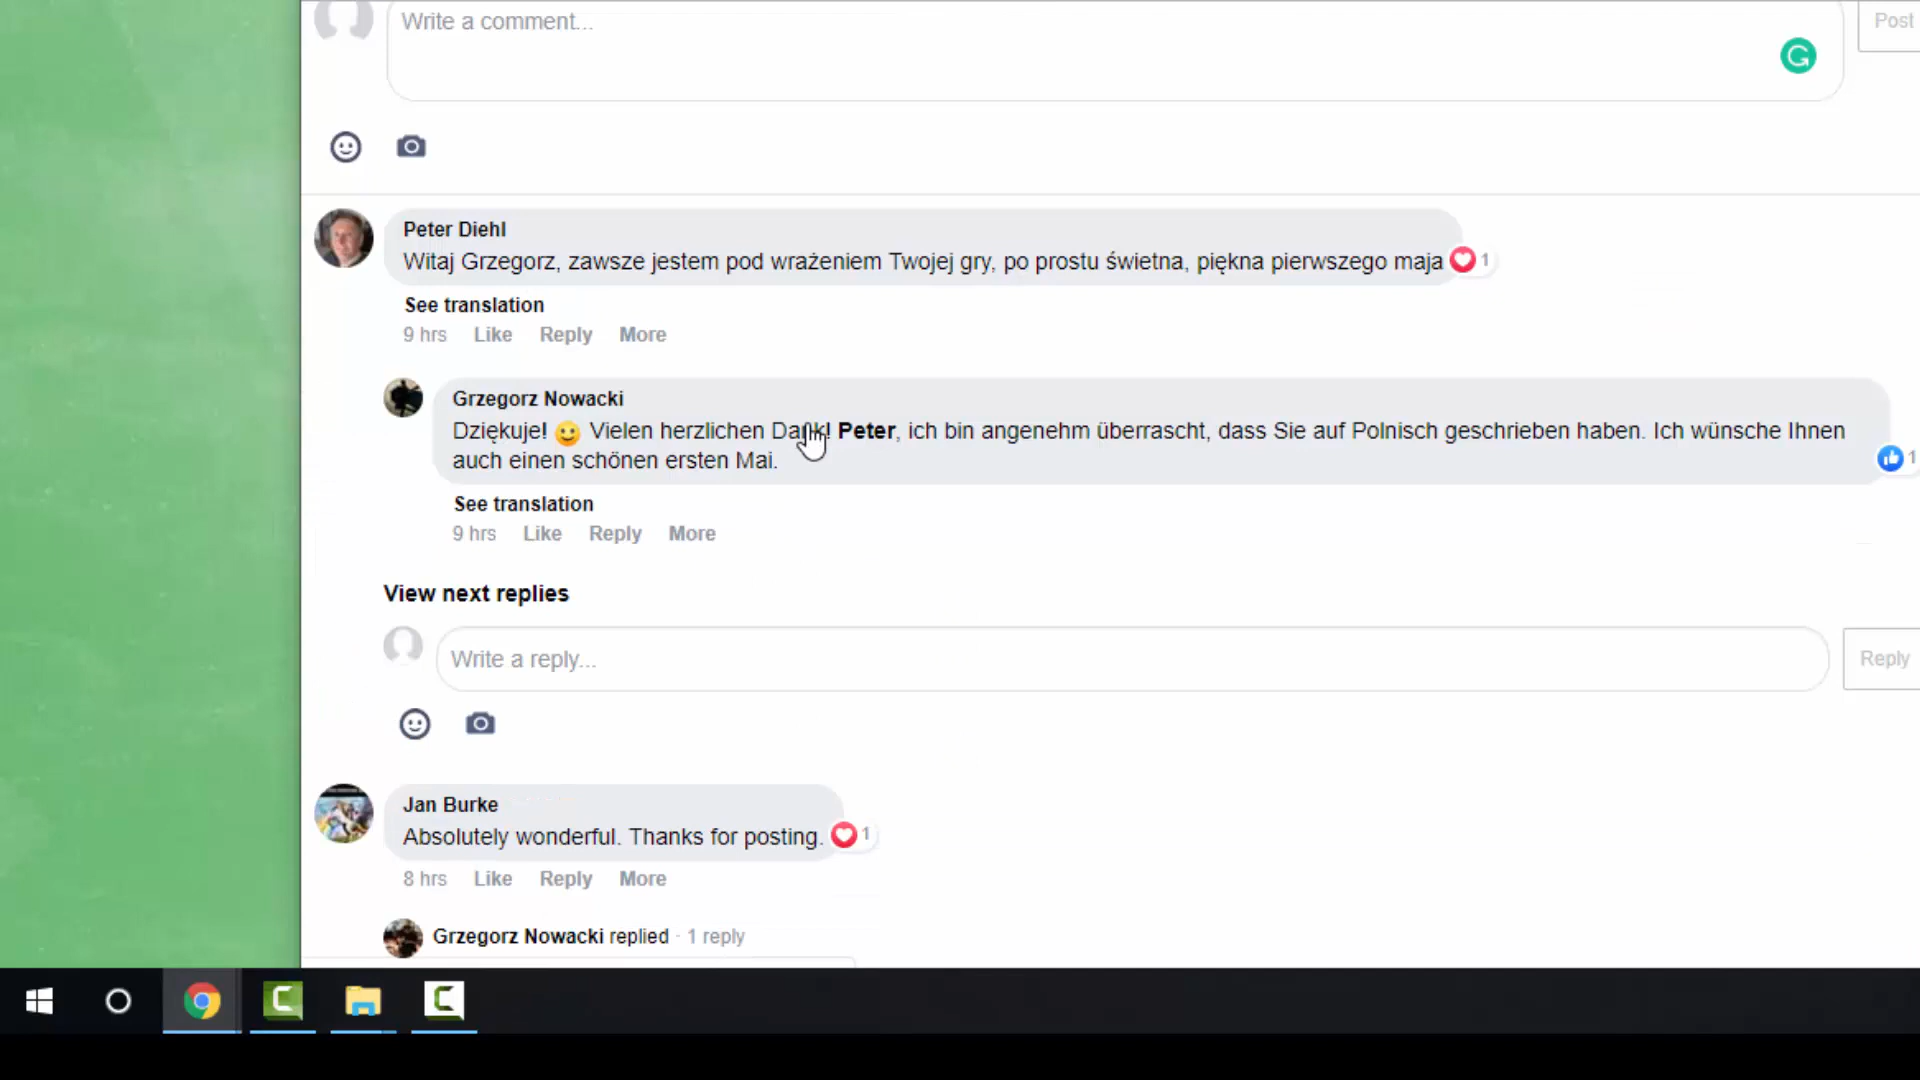 Write a comment...
Post
Peter Diehl
Witaj Grzegorz, zawsze jestem pod wrażeniem Twojej gry, po prostu świetna, piękna pierwszego maja
1
See translation
9 hrs Like Reply More
Grzegorz Nowacki
Dziękuje! Vielen herzlichen Dank! Peter, ich bin angenehm überrascht, dass Sie auf Polnisch geschrieben haben. Ich wünsche Ihnen
auch einen schönen ersten Mai.
1
See translation
9 hrs Like Reply More
View next replies
Write a reply...
Reply
Jan Burke
Absolutely wonderful. Thanks for posting.
1
8 hrs Like Reply More
Grzegorz Nowacki replied · 1 reply